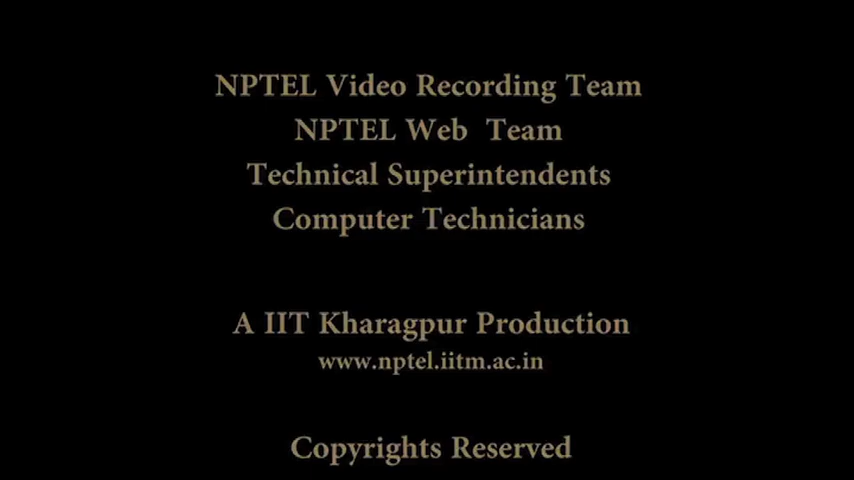 NPTEL Video Recording Team
NPTEL Web Team
Technical Superintendents
Computer Technicians
A IIT Kharagpur Production
www.nptel.iitm.ac.in
Copyrights Reserved